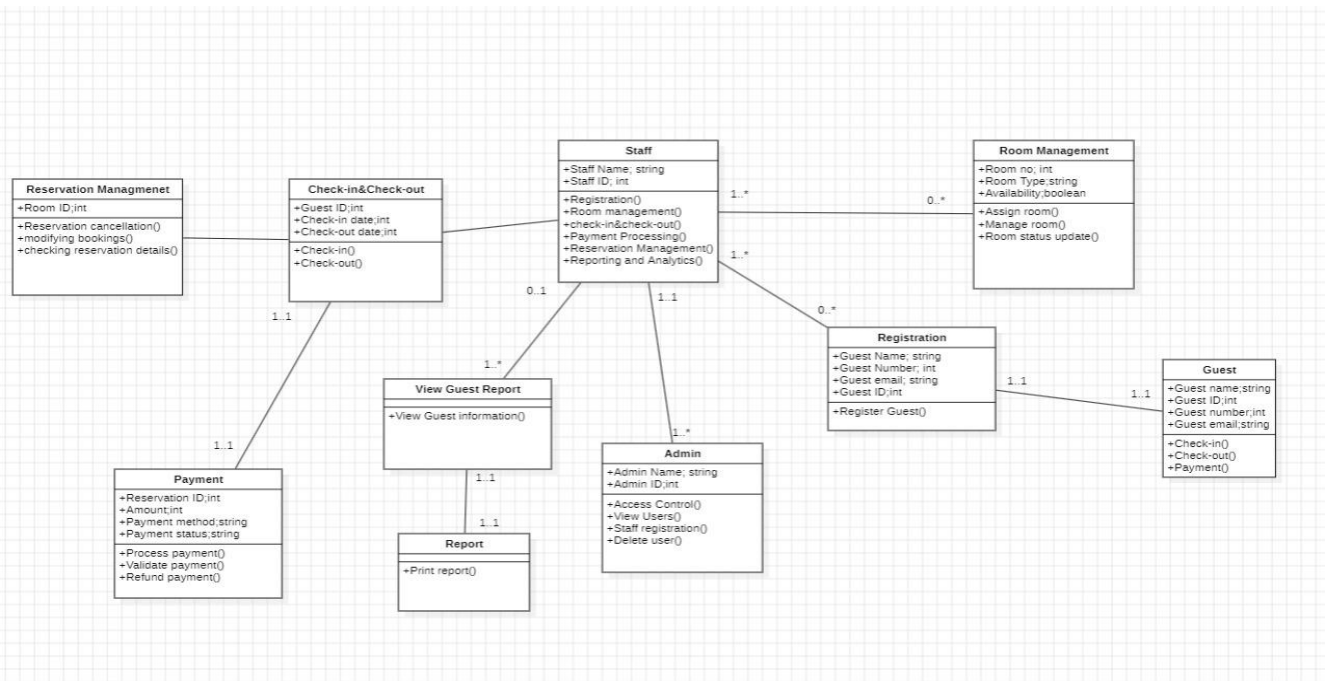 Reservation Managmenet
+Room ID;int
+Reservation cancellation()
+modifying bookings()
+checking reservation details()
Check-in&Check-out
+Guest ID;int
+Check-in date;int
+Check-out date;int
+Check-in()
+Check-out()
1..1
1..1
Payment
+Reservation ID;int
+Amount;int
+Payment method;string
+Payment status;string
+Process payment()
+Validate payment()
+Refund payment()
Staff
+Staff Name; string
+Staff ID; int
+Registration()
+Room management()
+check-in&check-out()
+Payment Processing()
+Reservation Management()
+Reporting and Analytics()
1..*
0..*
1..*
0..*
0..1
1..*
1..1
1..*
View Guest Report
+View Guest information()
1..1
1..1
Report
+Print report()
Admin
+Admin Name; string
+Admin ID;int
+Access Control()
+View Users()
+Staff registration()
+Delete user()
Room Management
+Room no; int
+Room Type;string
+Availability;boolean
+Assign room()
+Manage room()
+Room status update()
Registration
+Guest Name; string
+Guest Number; int
+Guest email; string
+Guest ID;int
+Register Guest()
1..1
1..1
Guest
+Guest name;string
+Guest ID;int
+Guest number;int
+Guest email;string
+Check-in()
+Check-out()
+Payment()